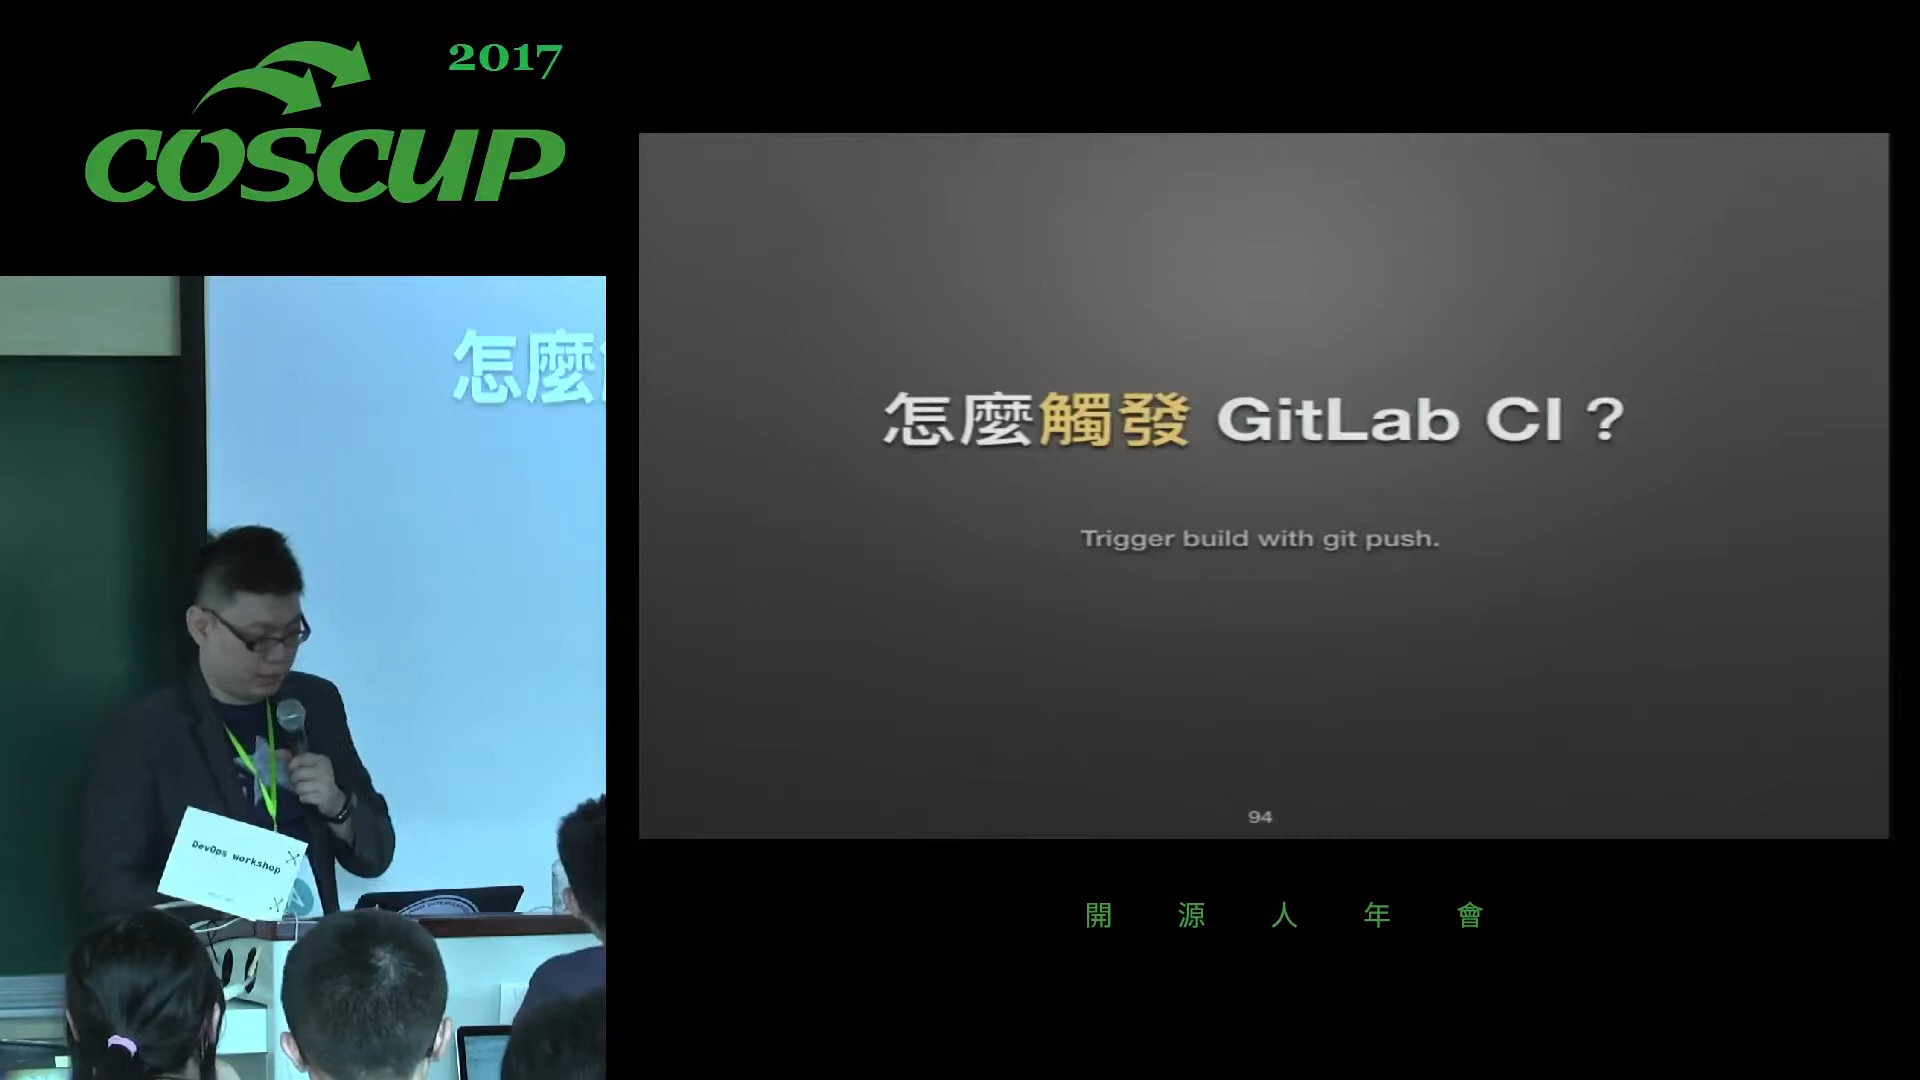 2017
COSCUP
怎麼
DevOps workshop
怎麼觸發 GitLab CI？
Trigger build with git push.
94
開源人年會